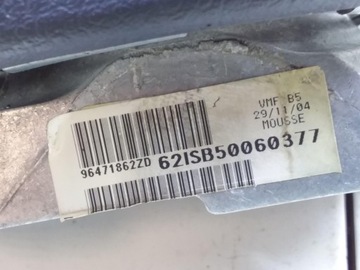 VMF B5
29/11/04
MOUSSE
96471862ZD
62ISB50060377